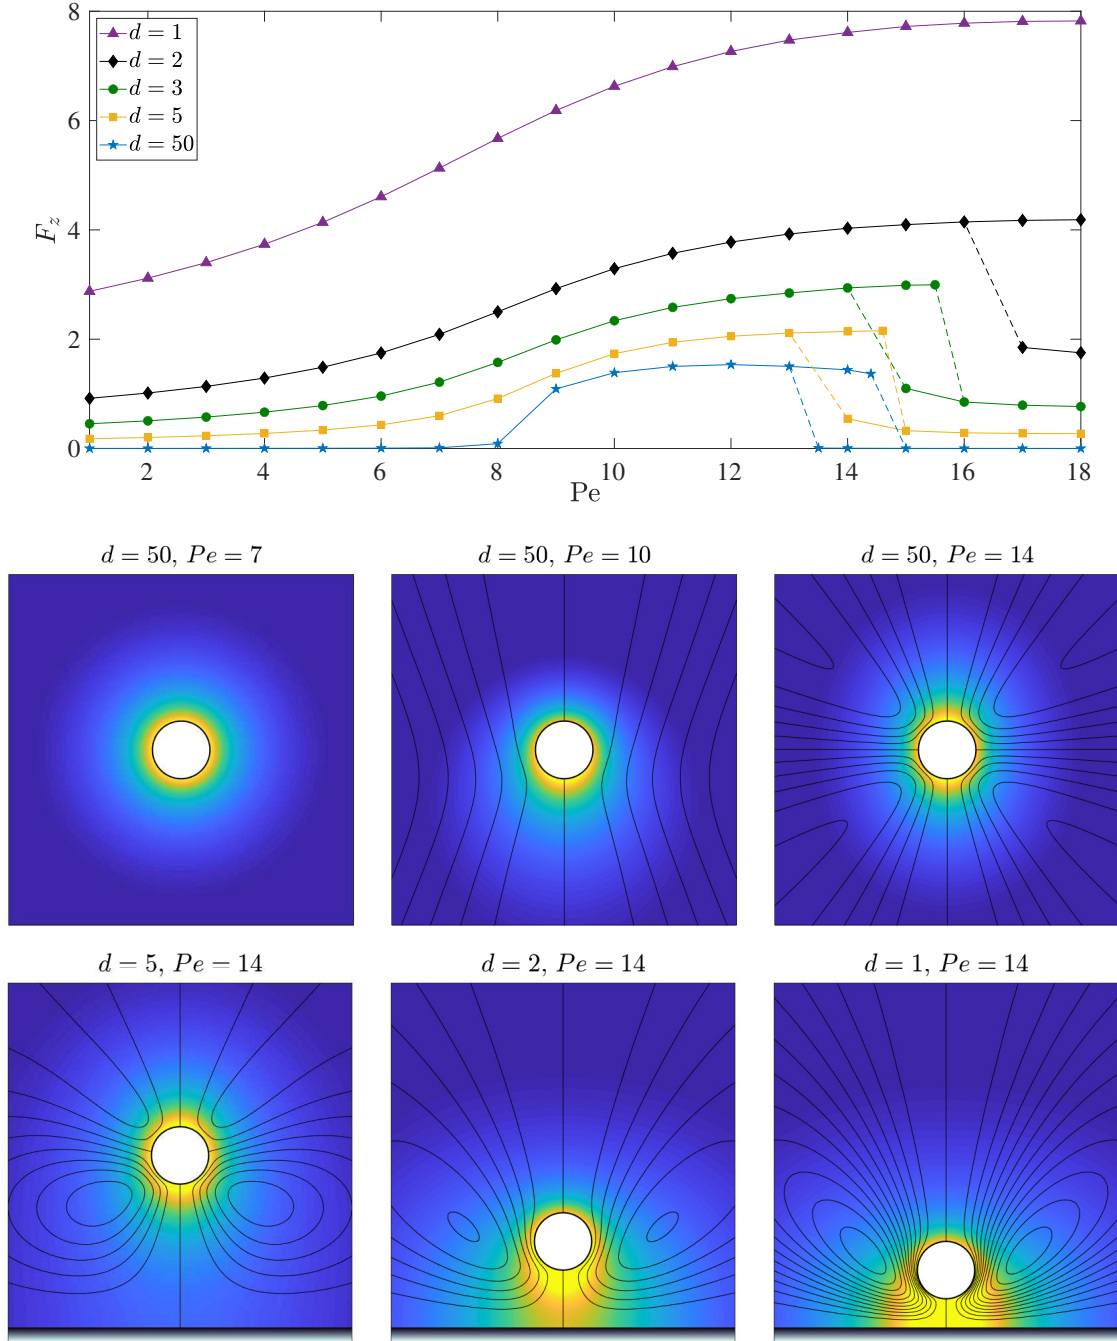 8
6
4
2
0
F_z
d = 1
d = 2
d = 3
d = 5
d = 50
2 4 6 8 10 12 14 16 18
Pe
d = 50, Pe = 7
d = 50, Pe = 10
d = 50, Pe = 14
d = 5, Pe = 14
d = 2, Pe = 14
d = 1, Pe = 14